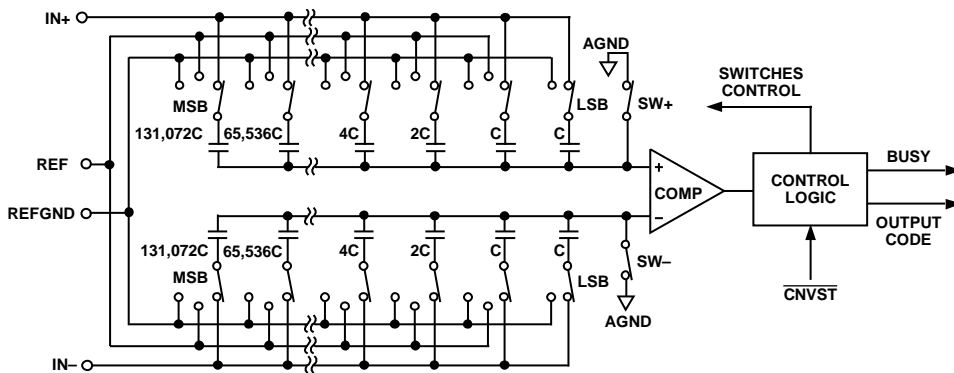 IN+
AGND
SWITCHES
CONTROL
MSB
LSB
SW+
131,072C
65,536C
4C
2C
C
C
REF
BUSY
+
COMP
CONTROL
LOGIC
REFGND
–
OUTPUT
CODE
131,072C
65,536C
4C
2C
C
C
SW–
MSB
LSB
CNVST
AGND
IN–